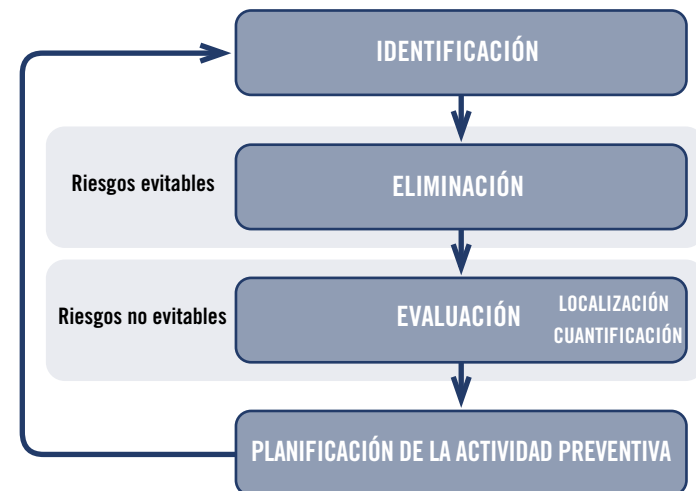 IDENTIFICACIÓN
Riesgos evitables
ELIMINACIÓN
Riesgos no evitables
EVALUACIÓN
LOCALIZACIÓN
CUANTIFICACIÓN
PLANIFICACIÓN DE LA ACTIVIDAD PREVENTIVA